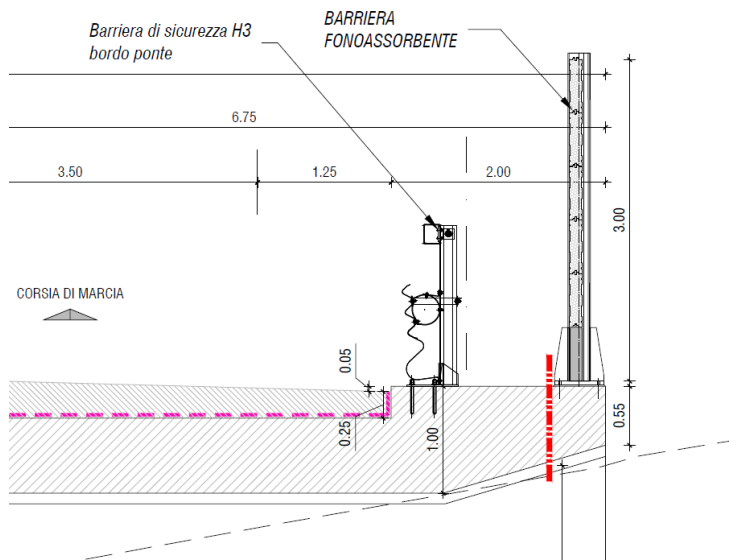 Barriera di sicurezza H3
bordo ponte
BARRIERA
FONOASSORBENTE
6.75
3.50
1.25
2.00
3.00
CORSIA DI MARCIA
0.05
0.25
1.00
0.55